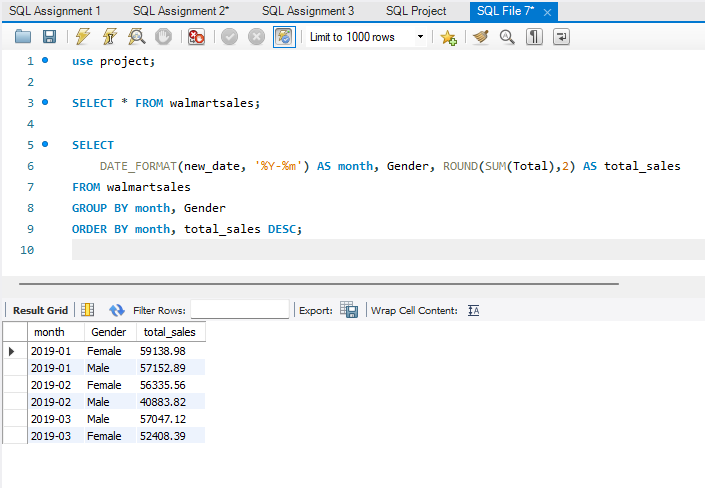 SQL Assignment 1 SQL Assignment 2* SQL Assignment 3 SQL Project SQL File 7*
Limit to 1000 rows
1 use project;
2
3 SELECT * FROM walmartsales;
4
5 SELECT
6 DATE_FORMAT(new_date, '%Y-%m') AS month, Gender, ROUND(SUM(Total),2) AS total_sales
7 FROM walmartsales
8 GROUP BY month, Gender
9 ORDER BY month, total_sales DESC;
10
Result Grid Filter Rows: Export: Wrap Cell Content:
month Gender total_sales
2019-01 Female 59138.98
2019-01 Male 57152.89
2019-02 Female 56335.56
2019-02 Male 40883.82
2019-03 Male 57047.12
2019-03 Female 52408.39